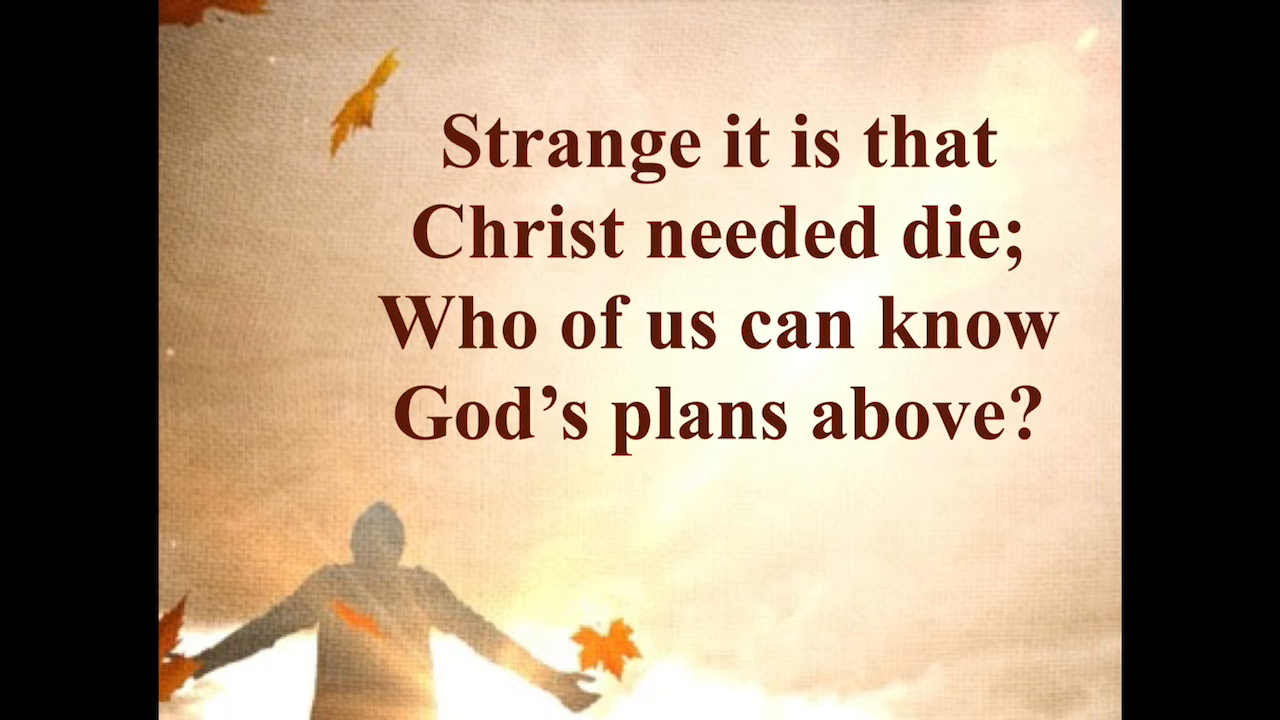 Strange it is that
Christ needed die;
Who of us can know
God’s plans above?